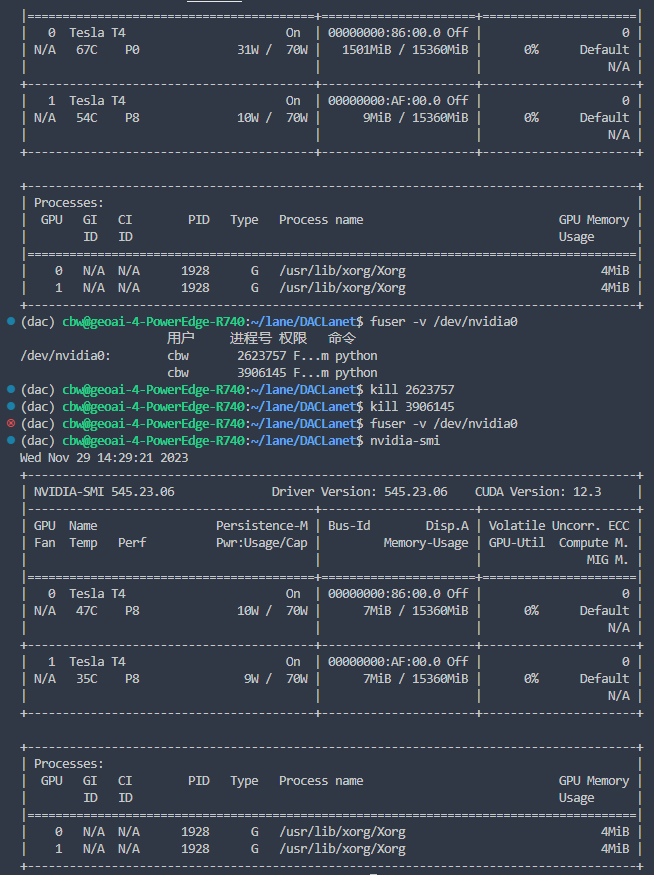 |=========================================+======================+======================|
|   0  Tesla T4                       On  | 00000000:86:00.0 Off |                    0 |
| N/A   67C    P0              31W /  70W |   1501MiB / 15360MiB |      0%      Default |
|                                         |                      |                  N/A |
+-----------------------------------------+----------------------+----------------------+
|   1  Tesla T4                       On  | 00000000:AF:00.0 Off |                    0 |
| N/A   54C    P8              10W /  70W |      9MiB / 15360MiB |      0%      Default |
|                                         |                      |                  N/A |
+-----------------------------------------+----------------------+----------------------+
+---------------------------------------------------------------------------------------+
| Processes:                                                                            |
|  GPU   GI   CI        PID   Type   Process name                            GPU Memory |
|        ID   ID                                                             Usage      |
|=======================================================================================|
|    0   N/A  N/A      1928      G   /usr/lib/xorg/Xorg                            4MiB |
|    1   N/A  N/A      1928      G   /usr/lib/xorg/Xorg                            4MiB |
+---------------------------------------------------------------------------------------+
(dac) cbw@geoai-4-PowerEdge-R740:~/lane/DACLanet$ fuser -v /dev/nvidia0
                     用户     进程号 权限   命令
/dev/nvidia0:        cbw       2623757 F...m python
                     cbw       3906145 F...m python
(dac) cbw@geoai-4-PowerEdge-R740:~/lane/DACLanet$ kill 2623757
(dac) cbw@geoai-4-PowerEdge-R740:~/lane/DACLanet$ kill 3906145
(dac) cbw@geoai-4-PowerEdge-R740:~/lane/DACLanet$ fuser -v /dev/nvidia0
(dac) cbw@geoai-4-PowerEdge-R740:~/lane/DACLanet$ nvidia-smi
Wed Nov 29 14:29:21 2023
+---------------------------------------------------------------------------------------+
| NVIDIA-SMI 545.23.06              Driver Version: 545.23.06    CUDA Version: 12.3     |
|-----------------------------------------+----------------------+----------------------+
| GPU  Name                 Persistence-M | Bus-Id        Disp.A | Volatile Uncorr. ECC |
| Fan  Temp   Perf          Pwr:Usage/Cap |         Memory-Usage | GPU-Util  Compute M. |
|                                         |                      |               MIG M. |
|=========================================+======================+======================|
|   0  Tesla T4                       On  | 00000000:86:00.0 Off |                    0 |
| N/A   47C    P8              10W /  70W |      7MiB / 15360MiB |      0%      Default |
|                                         |                      |                  N/A |
+-----------------------------------------+----------------------+----------------------+
|   1  Tesla T4                       On  | 00000000:AF:00.0 Off |                    0 |
| N/A   35C    P8               9W /  70W |      7MiB / 15360MiB |      0%      Default |
|                                         |                      |                  N/A |
+-----------------------------------------+----------------------+----------------------+
+---------------------------------------------------------------------------------------+
| Processes:                                                                            |
|  GPU   GI   CI        PID   Type   Process name                            GPU Memory |
|        ID   ID                                                             Usage      |
|=======================================================================================|
|    0   N/A  N/A      1928      G   /usr/lib/xorg/Xorg                            4MiB |
|    1   N/A  N/A      1928      G   /usr/lib/xorg/Xorg                            4MiB |
+---------------------------------------------------------------------------------------+